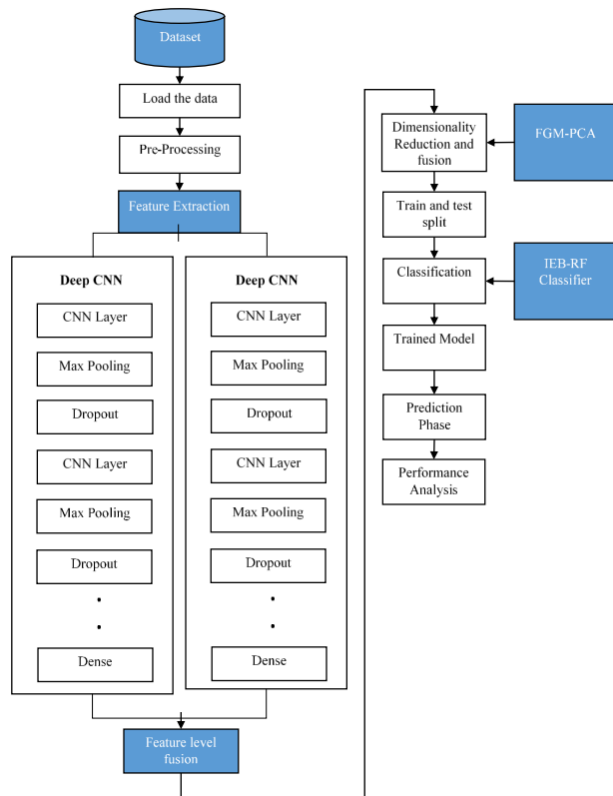 Dataset
Load the data
Pre-Processing
Feature Extraction
Deep CNN
CNN Layer
Max Pooling
Dropout
CNN Layer
Max Pooling
Dropout
Dense
Deep CNN
CNN Layer
Max Pooling
Dropout
CNN Layer
Max Pooling
Dropout
Dense
Feature level
fusion
Dimensionality
Reduction and
fusion
FGM-PCA
Train and test
split
Classification
IEB-RF
Classifier
Trained Model
Prediction
Phase
Performance
Analysis